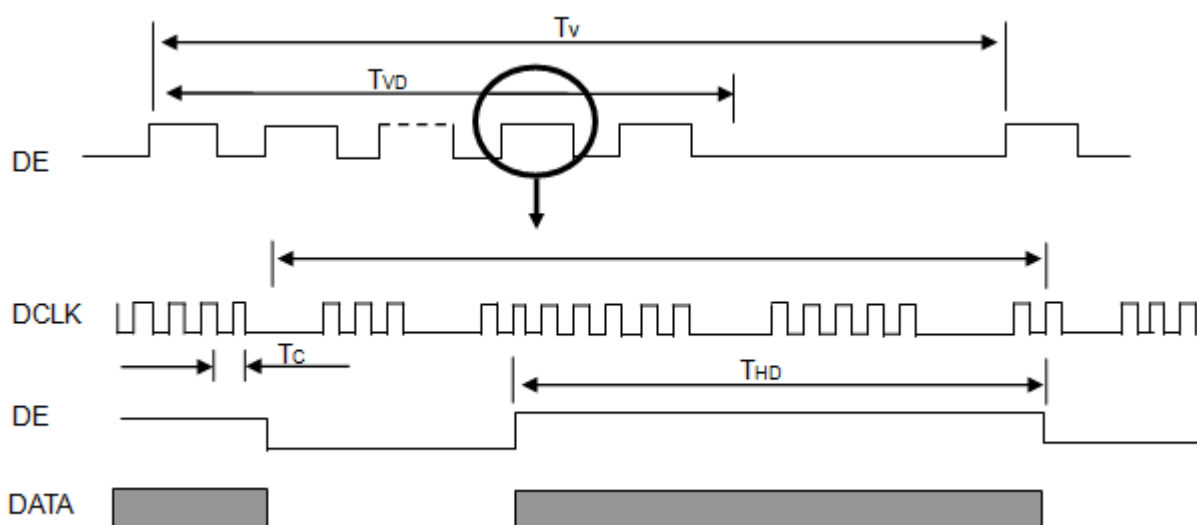 Tv
TVD
DE
DCLK
TC
THD
DE
DATA